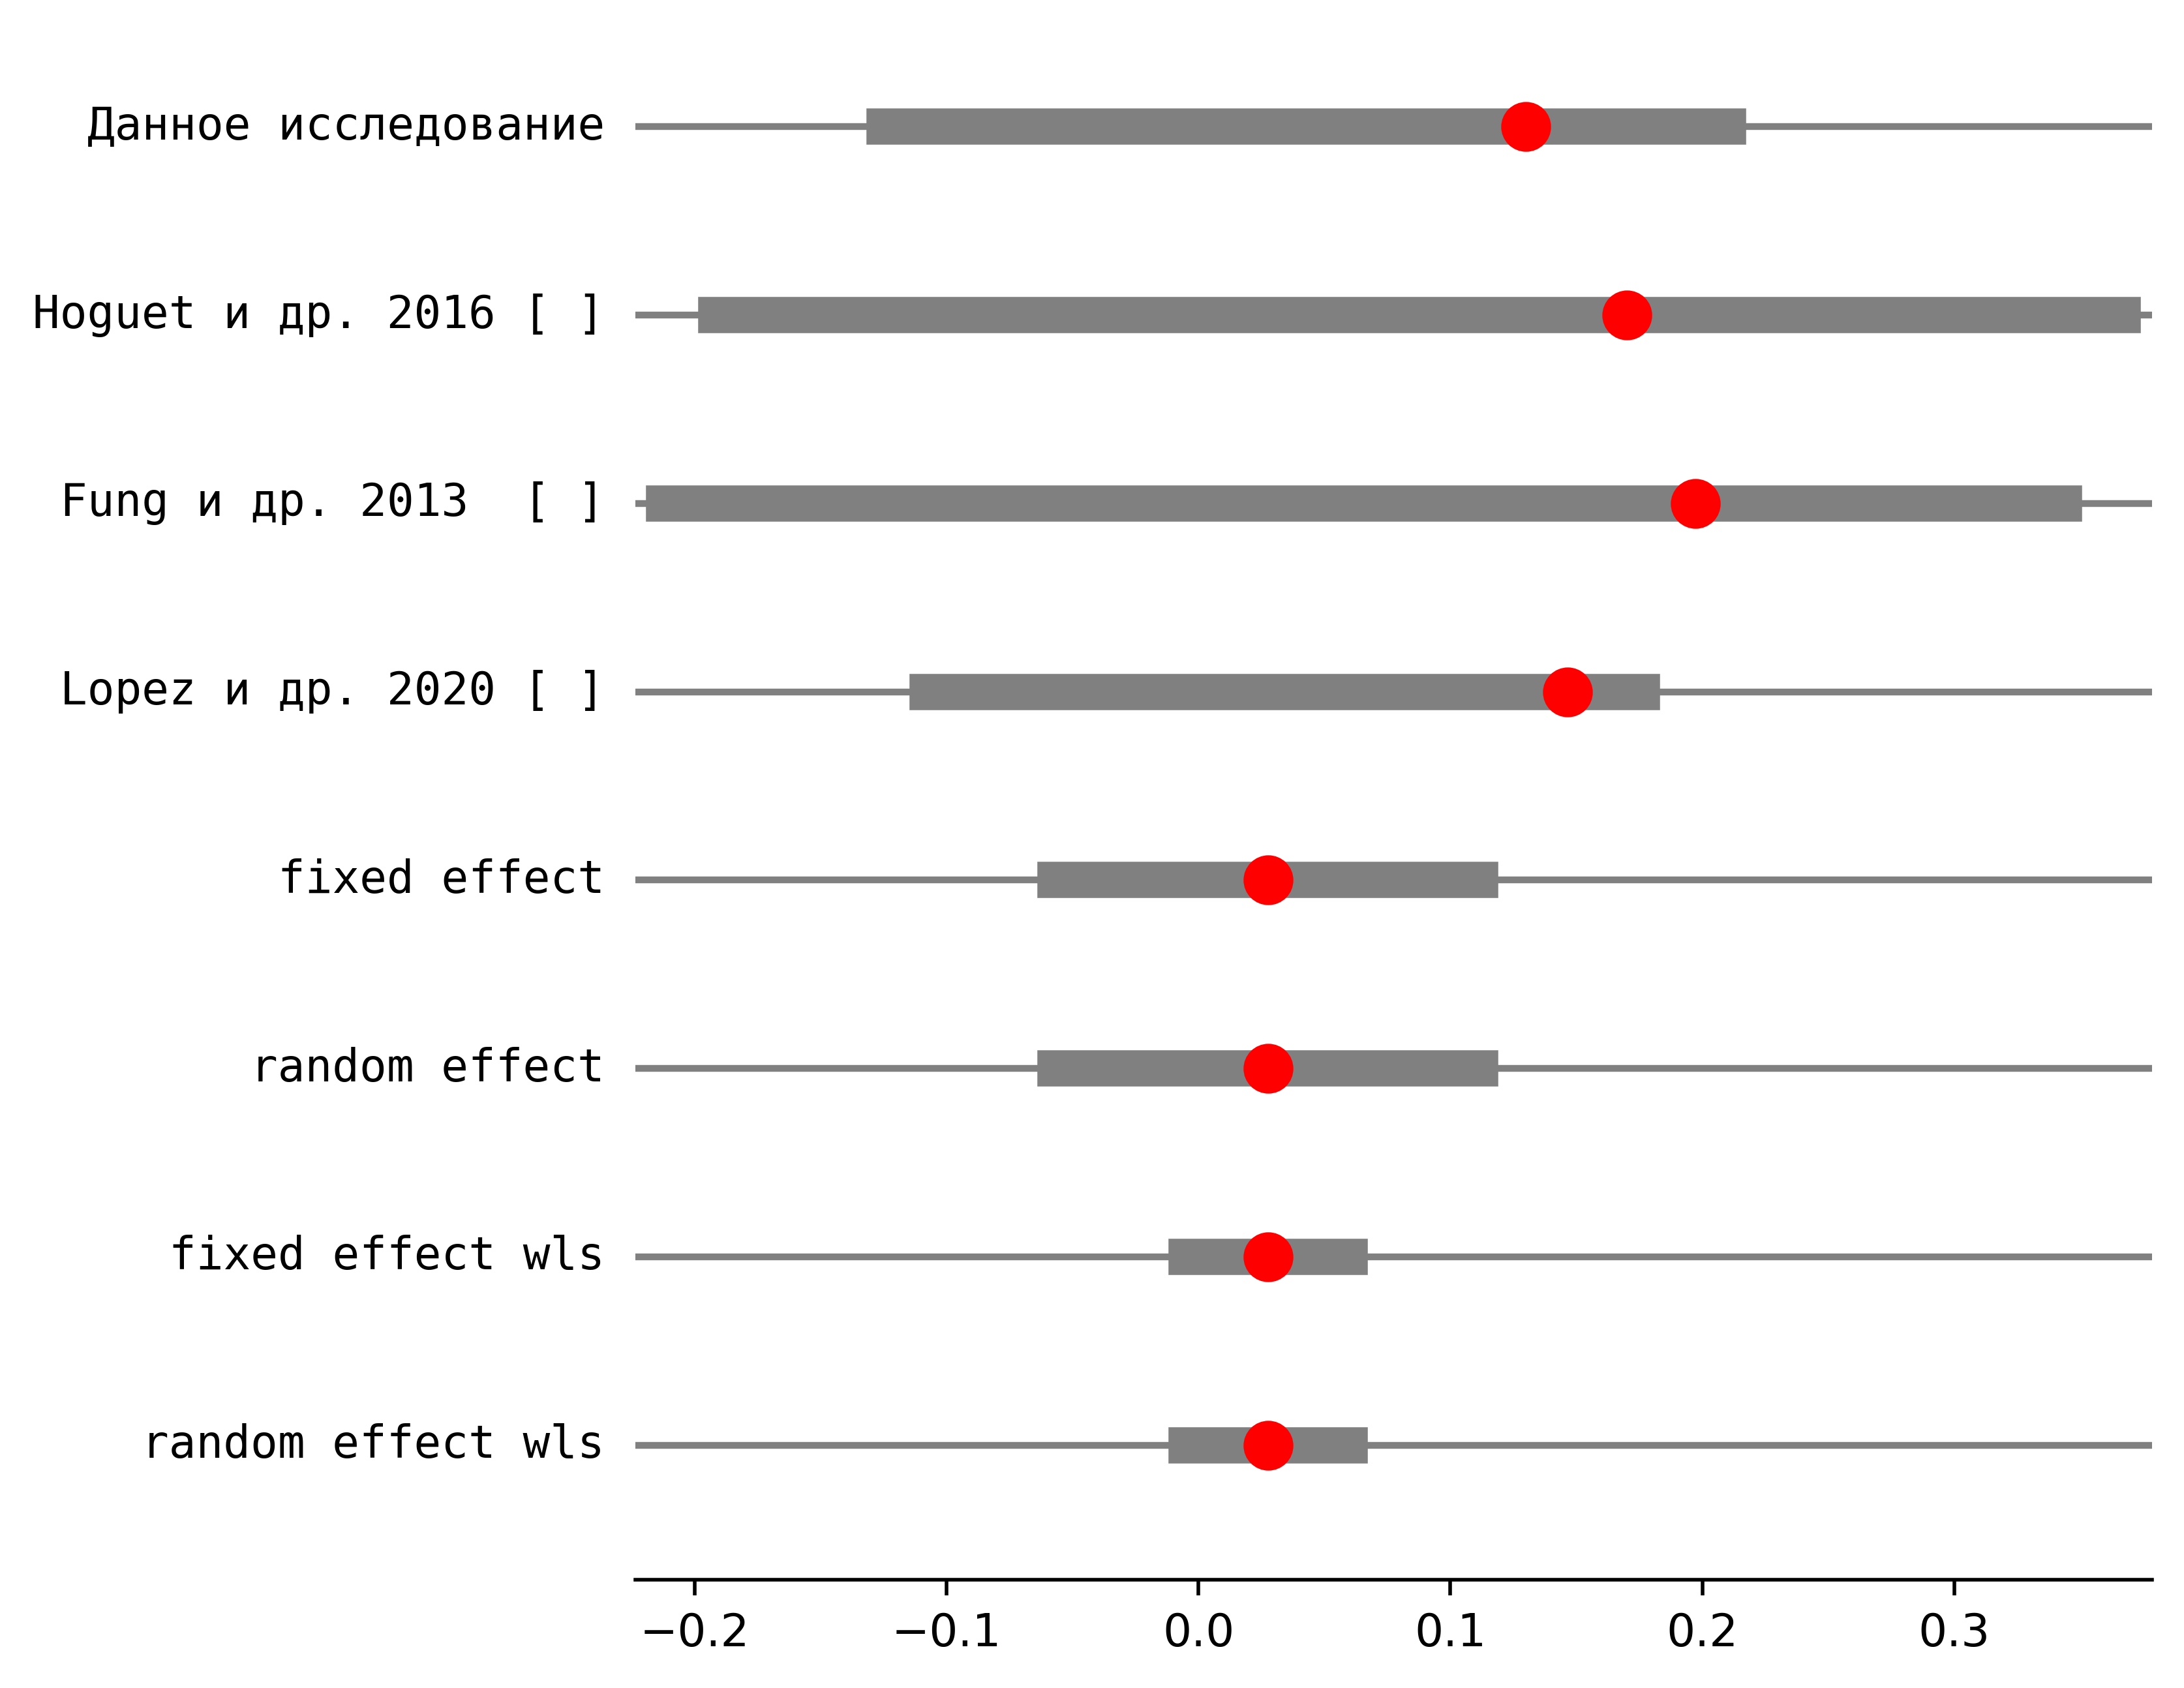 Данное исследование
Hoguet и др. 2016 [ ]
Fung и др. 2013  [ ]
Lopez и др. 2020 [ ]
fixed effect
random effect
fixed effect wls
random effect wls
−0.2 −0.1 0.0 0.1 0.2 0.3